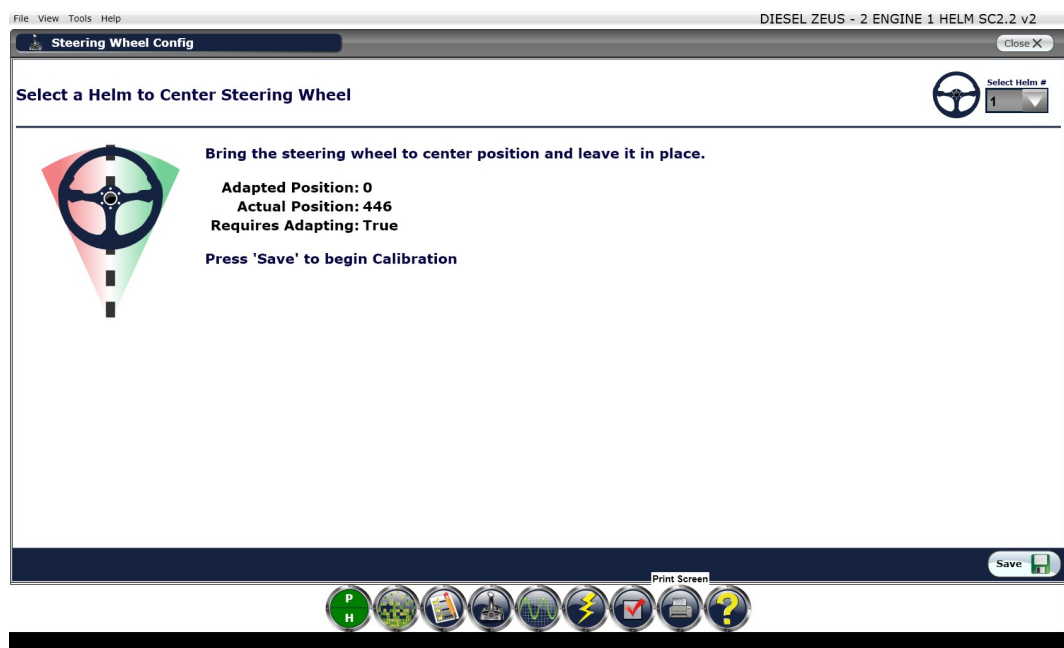 File View Tools Help
DIESEL ZEUS - 2 ENGINE 1 HELM SC2.2 v2
Steering Wheel Config
Close X
Select a Helm to Center Steering Wheel
Select Helm #
1
Bring the steering wheel to center position and leave it in place.
Adapted Position: 0
Actual Position: 446
Requires Adapting: True
Press 'Save' to begin Calibration
Save
Print Screen
P
H
?